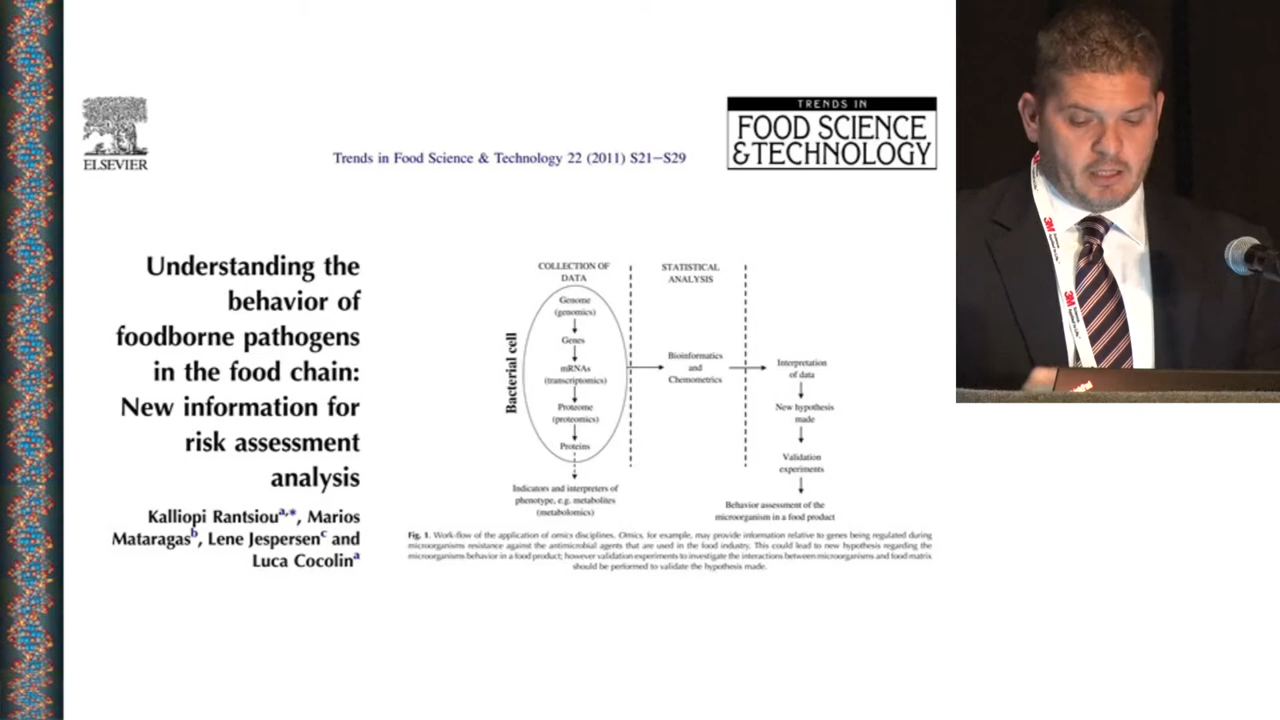 ELSEVIER
Trends in Food Science & Technology 22 (2011) S21–S29
TRENDS IN
FOOD SCIENCE
&TECHNOLOGY
Understanding the
behavior of
foodborne pathogens
in the food chain:
New information for
risk assessment
analysis
Kalliopi Rantsiou a,*, Marios
Mataragas b, Lene Jespersen c and
Luca Cocolin a
COLLECTION OF
DATA
STATISTICAL
ANALYSIS
Bacterial cell
Genome
(genomics)
Genes
mRNAs
(transcriptomics)
Proteome
(proteomics)
Proteins
Indicators and interpreters of
phenotype, e.g. metabolites
(metabolomics)
Bioinformatics
and
Chemometrics
Interpretation
of data
New hypothesis
made
Validation
experiments
Behavior assessment of the
microorganism in a food product
Fig. 1. Work-flow of the application of omics disciplines. Omics, for example, may provide information relative to genes being regulated during
microorganisms resistance against the antimicrobial agents that are used in the food industry. This could lead to new hypothesis regarding the
microorganisms behavior in a food product; however validation experiments to investigate the interactions between microorganisms and food matrix
should be performed to validate the hypothesis made.
3M
3M